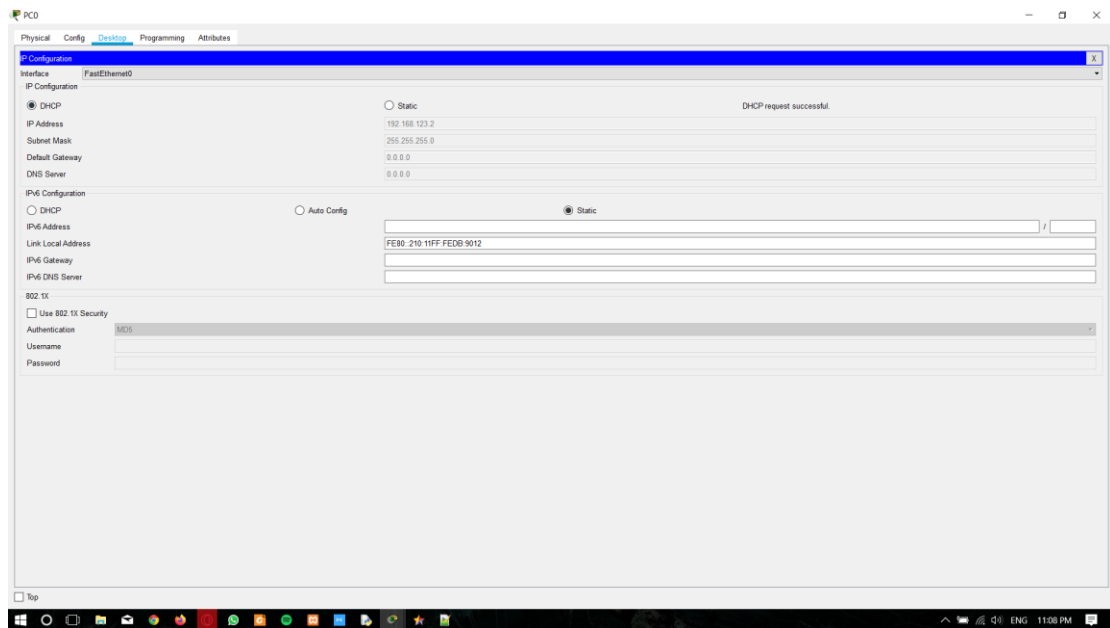 PC0
Physical Config Desktop Programming Attributes
IP Configuration X
Interface FastEthernet0
IP Configuration
DHCP Static DHCP request successful.
IP Address 192.168.123.2
Subnet Mask 255.255.255.0
Default Gateway 0.0.0.0
DNS Server 0.0.0.0
IPv6 Configuration
DHCP Auto Config Static
IPv6 Address /
Link Local Address FE80::210:11FF:FEDB:9012
IPv6 Gateway
IPv6 DNS Server
802.1X
Use 802.1X Security
Authentication MD5
Username
Password
Top
ENG 11:08 PM